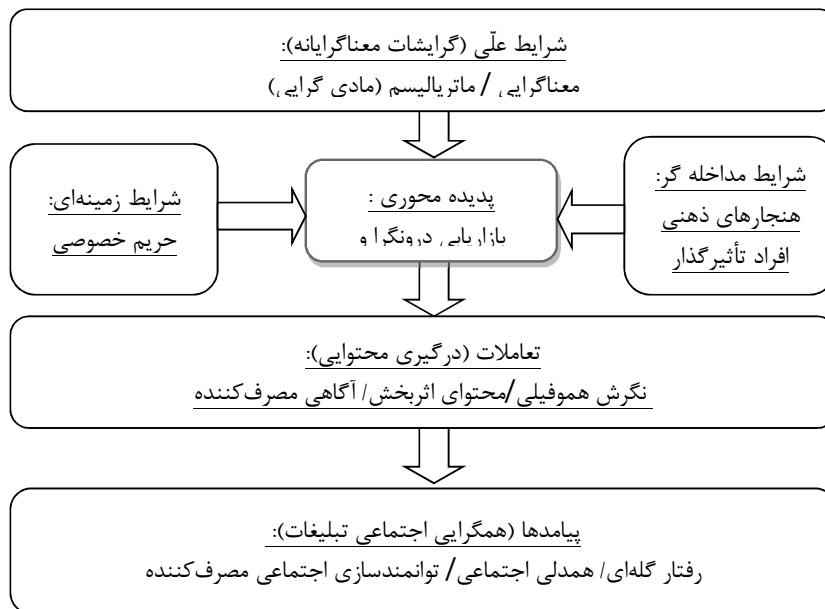 شرایط علّی (گرایشات معناگرایانه):
معناگرایی / ماتریالیسم (مادی گرایی)
شرایط مداخله گر:
هنجارهای ذهنی
افراد تأثیرگذار
پدیده محوری :
بازاریابی درونگرا و
شرایط زمینه‌ای:
حریم خصوصی
تعاملات (درگیری محتوایی):
نگرش هموفیلی/محتوای اثربخش/ آگاهی مصرف‌کننده
پیامدها (همگرایی اجتماعی تبلیغات):
رفتار گله‌ای/ همدلی اجتماعی/ توانمندسازی اجتماعی مصرف‌کننده